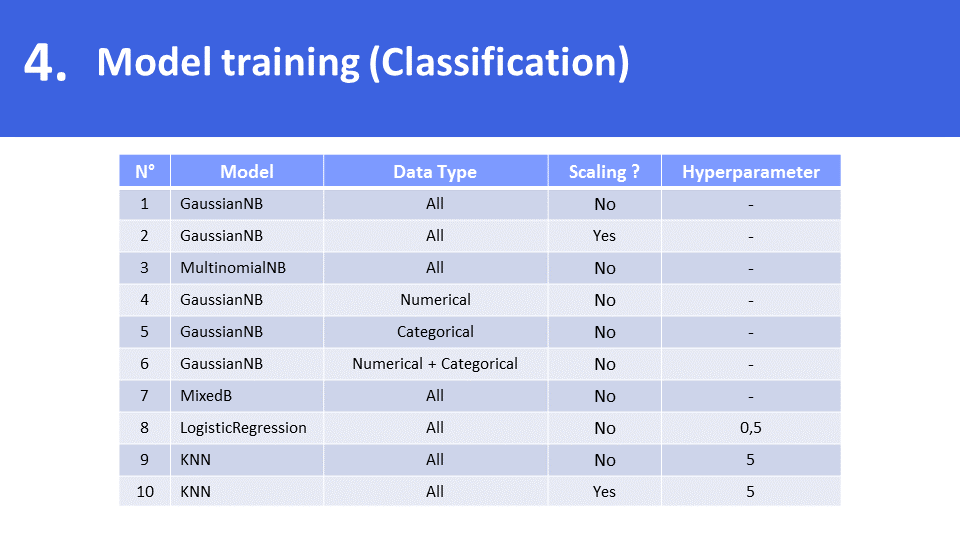 4. Model training (Classification)
N° Model Data Type Scaling ? Hyperparameter
1 GaussianNB All No -
2 GaussianNB All Yes -
3 MultinomialNB All No -
4 GaussianNB Numerical No -
5 GaussianNB Categorical No -
6 GaussianNB Numerical + Categorical No -
7 MixedB All No -
8 LogisticRegression All No 0,5
9 KNN All No 5
10 KNN All Yes 5